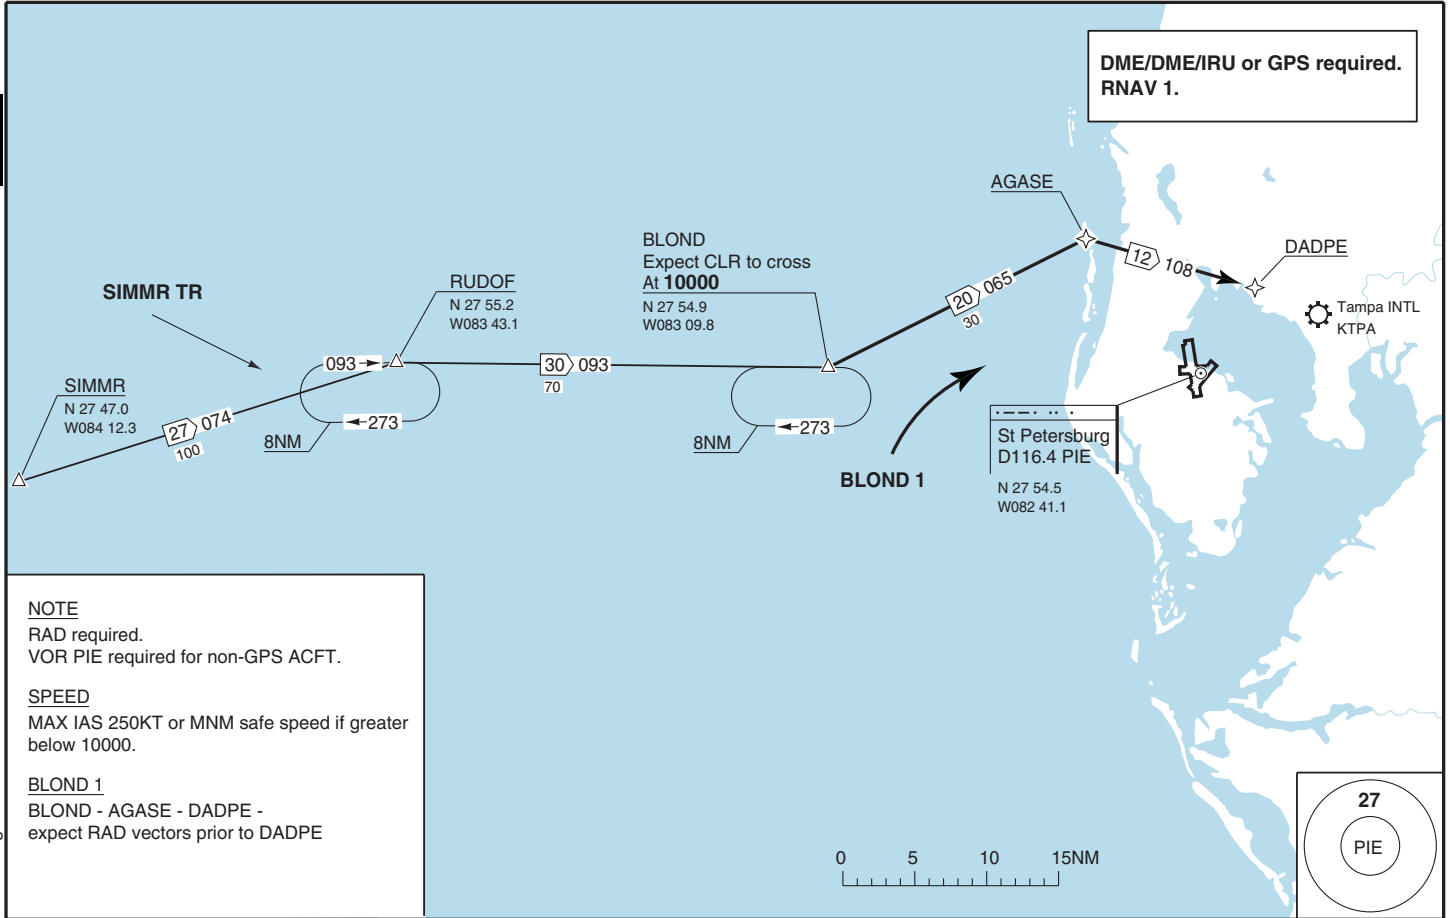 DME/DME/IRU or GPS required.
RNAV 1.
AGASE
DADPE
12
108
Tampa INTL
KTPA
BLOND
Expect CLR to cross
At 10000
N 27 54.9
W083 09.8
20
065
30
RUDOF
N 27 55.2
W083 43.1
SIMMR TR
093
30
093
70
SIMMR
N 27 47.0
W084 12.3
27
074
100
273
8NM
273
8NM
BLOND 1
St Petersburg
D116.4 PIE
N 27 54.5
W082 41.1
NOTE
RAD required.
VOR PIE required for non-GPS ACFT.
SPEED
MAX IAS 250KT or MNM safe speed if greater
below 10000.
BLOND 1
BLOND - AGASE - DADPE -
expect RAD vectors prior to DADPE
0 5 10 15NM
27
PIE